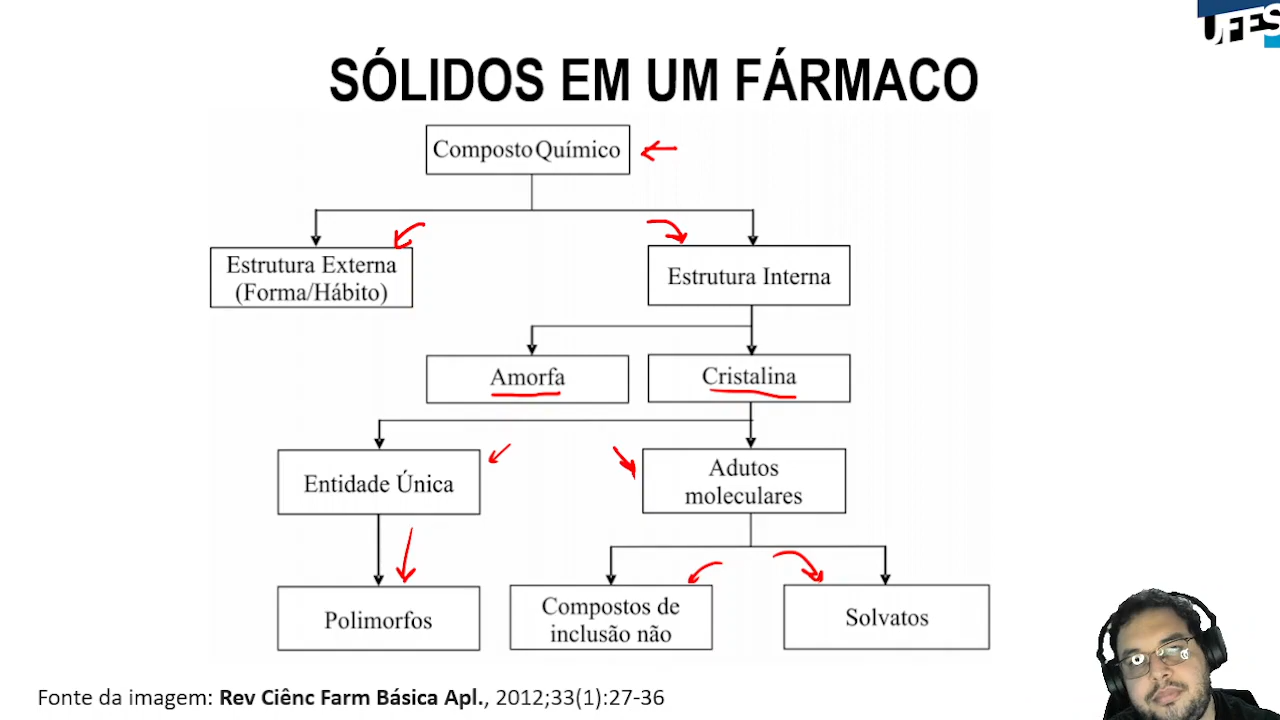 UFES
SÓLIDOS EM UM FÁRMACO
Composto Químico
Estrutura Externa
(Forma/Hábito)
Estrutura Interna
Amorfa
Cristalina
Entidade Única
Adutos
moleculares
Polimorfos
Compostos de
inclusão não
Solvatos
Fonte da imagem: Rev Ciênc Farm Básica Apl., 2012;33(1):27-36